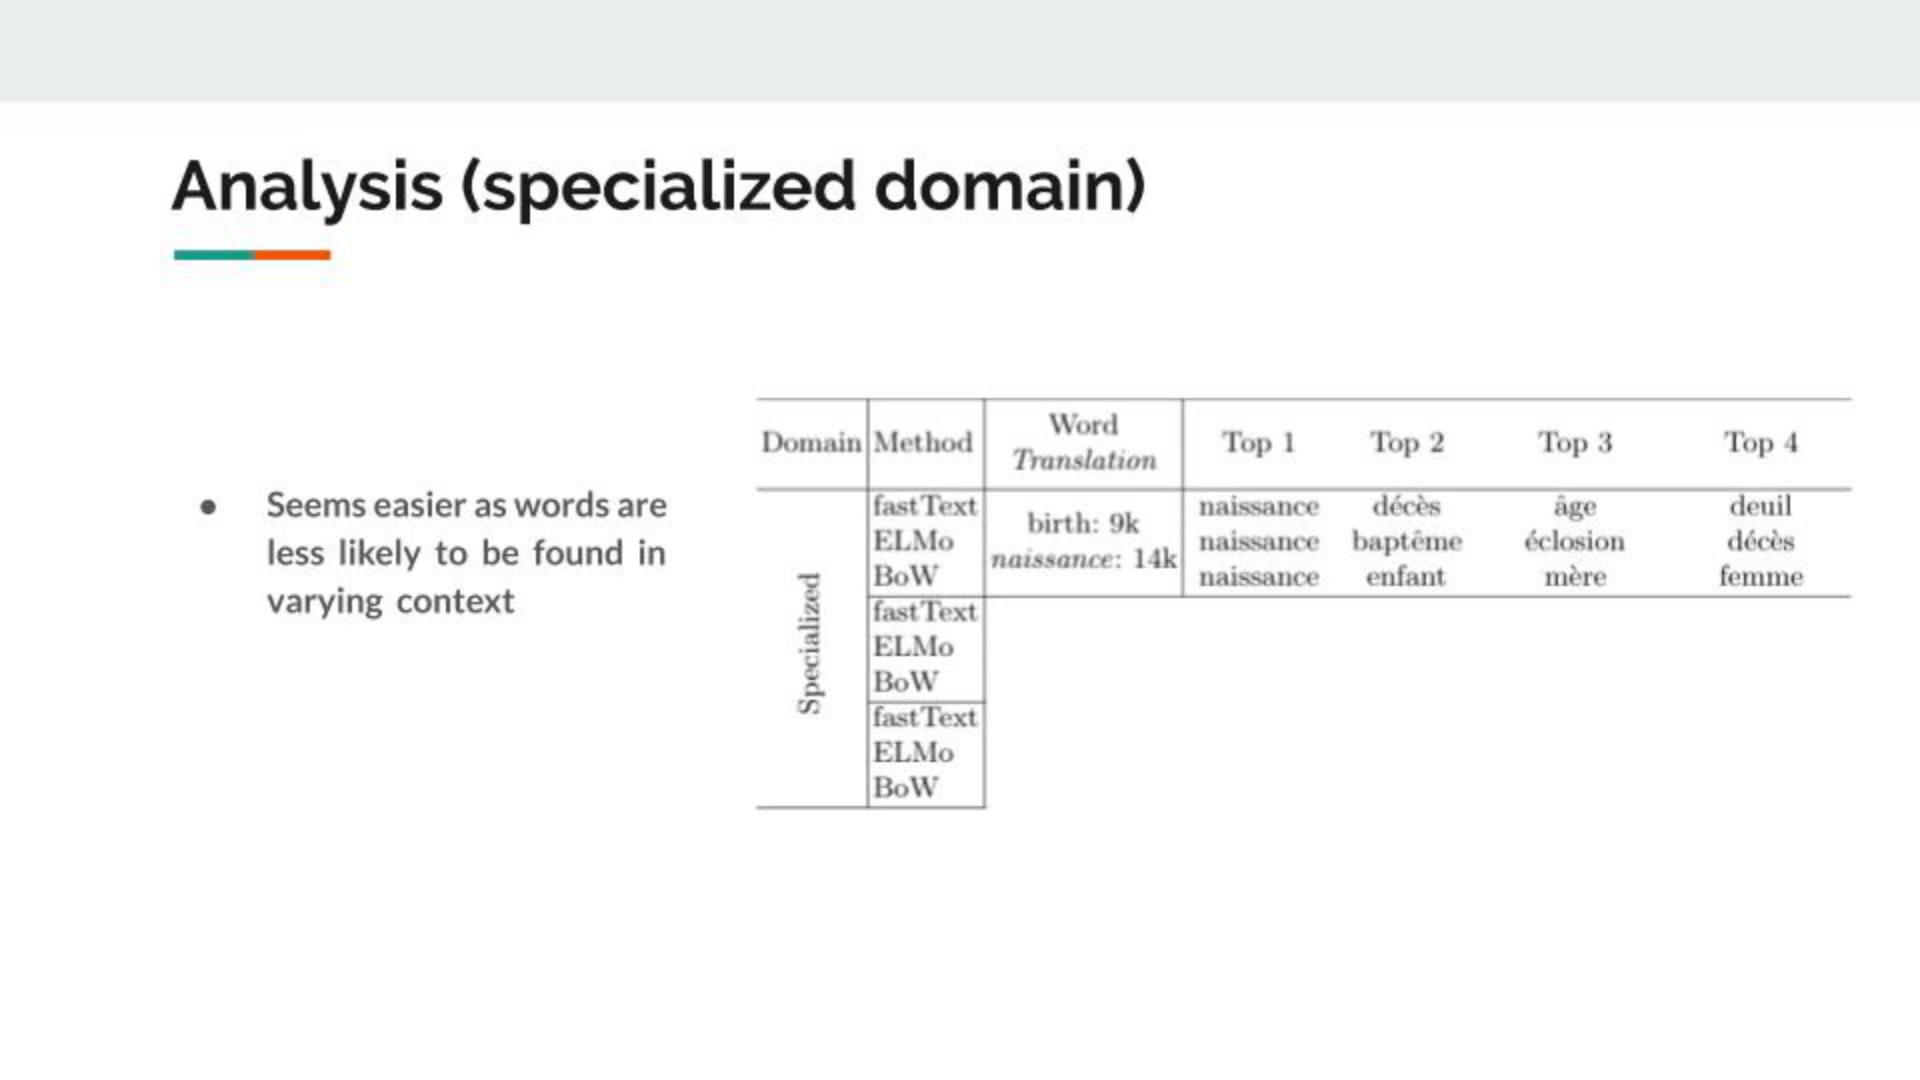 Analysis (specialized domain)
● Seems easier as words are
less likely to be found in
varying context
Domain Method Word Translation Top 1 Top 2 Top 3 Top 4
Specialized
fastText birth: 9k naissance décès âge deuil
ELMo naissance: 14k naissance baptême éclosion décès
BoW naissance enfant mère femme
fastText
ELMo
BoW
fastText
ELMo
BoW